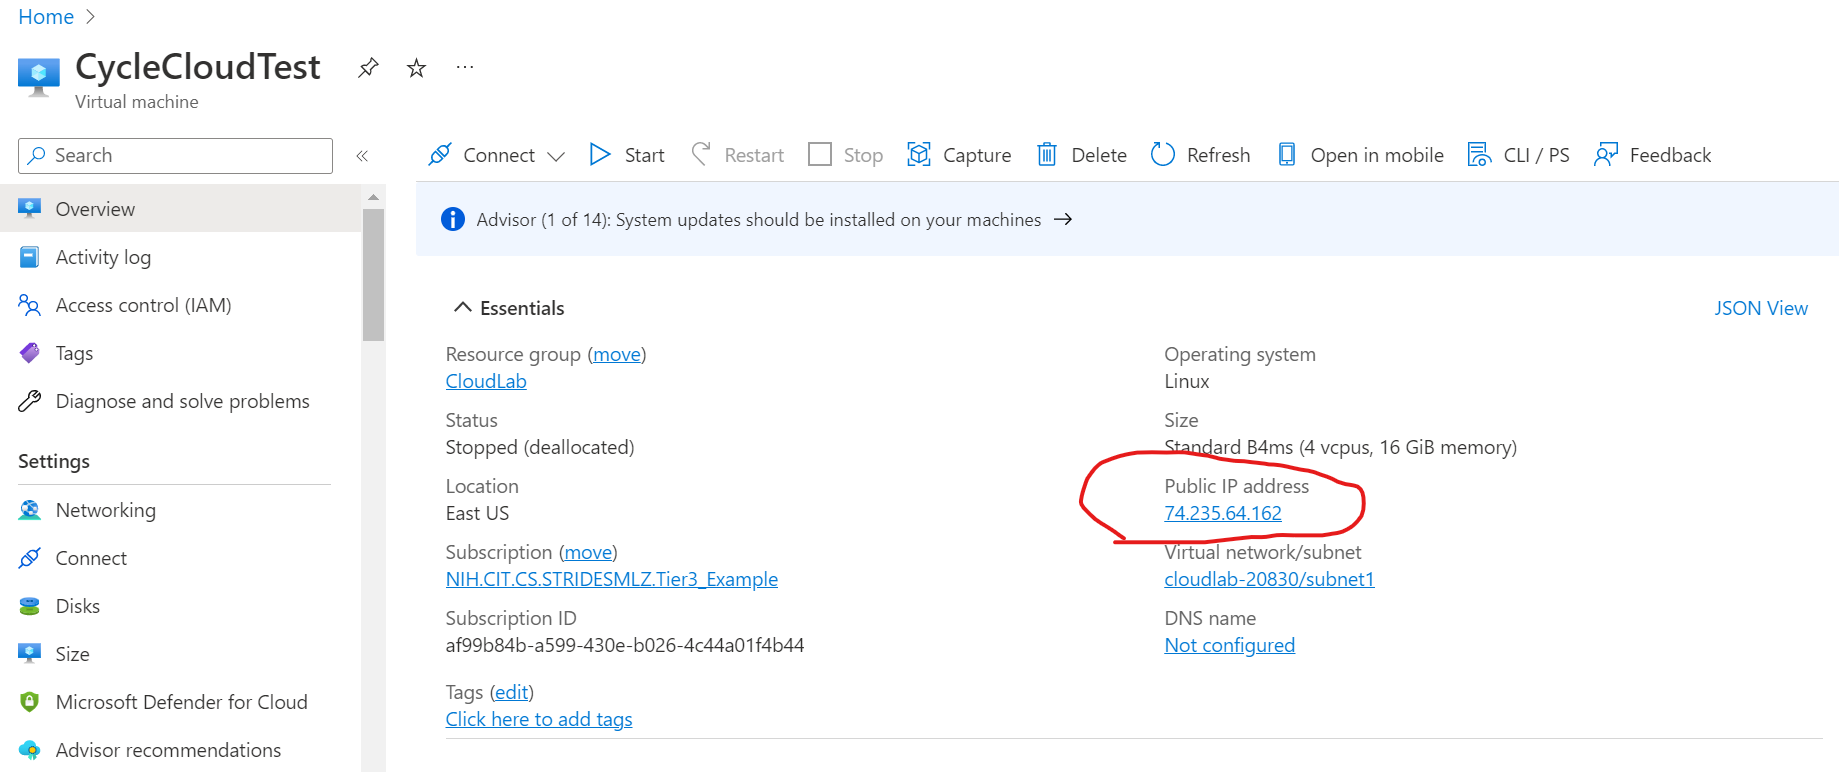 Home
CycleCloudTest
Virtual machine
Search
Connect Start Restart Stop Capture Delete Refresh Open in mobile CLI / PS Feedback
Overview
Activity log
Access control (IAM)
Tags
Diagnose and solve problems
Settings
Networking
Connect
Disks
Size
Microsoft Defender for Cloud
Advisor recommendations
Advisor (1 of 14): System updates should be installed on your machines
Essentials
JSON View
Resource group (move)
CloudLab
Status
Stopped (deallocated)
Location
East US
Subscription (move)
NIH.CIT.CS.STRIDESMLZ.Tier3_Example
Subscription ID
af99b84b-a599-430e-b026-4c44a01f4b44
Tags (edit)
Click here to add tags
Operating system
Linux
Size
Standard B4ms (4 vcpus, 16 GiB memory)
Public IP address
74.235.64.162
Virtual network/subnet
cloudlab-20830/subnet1
DNS name
Not configured